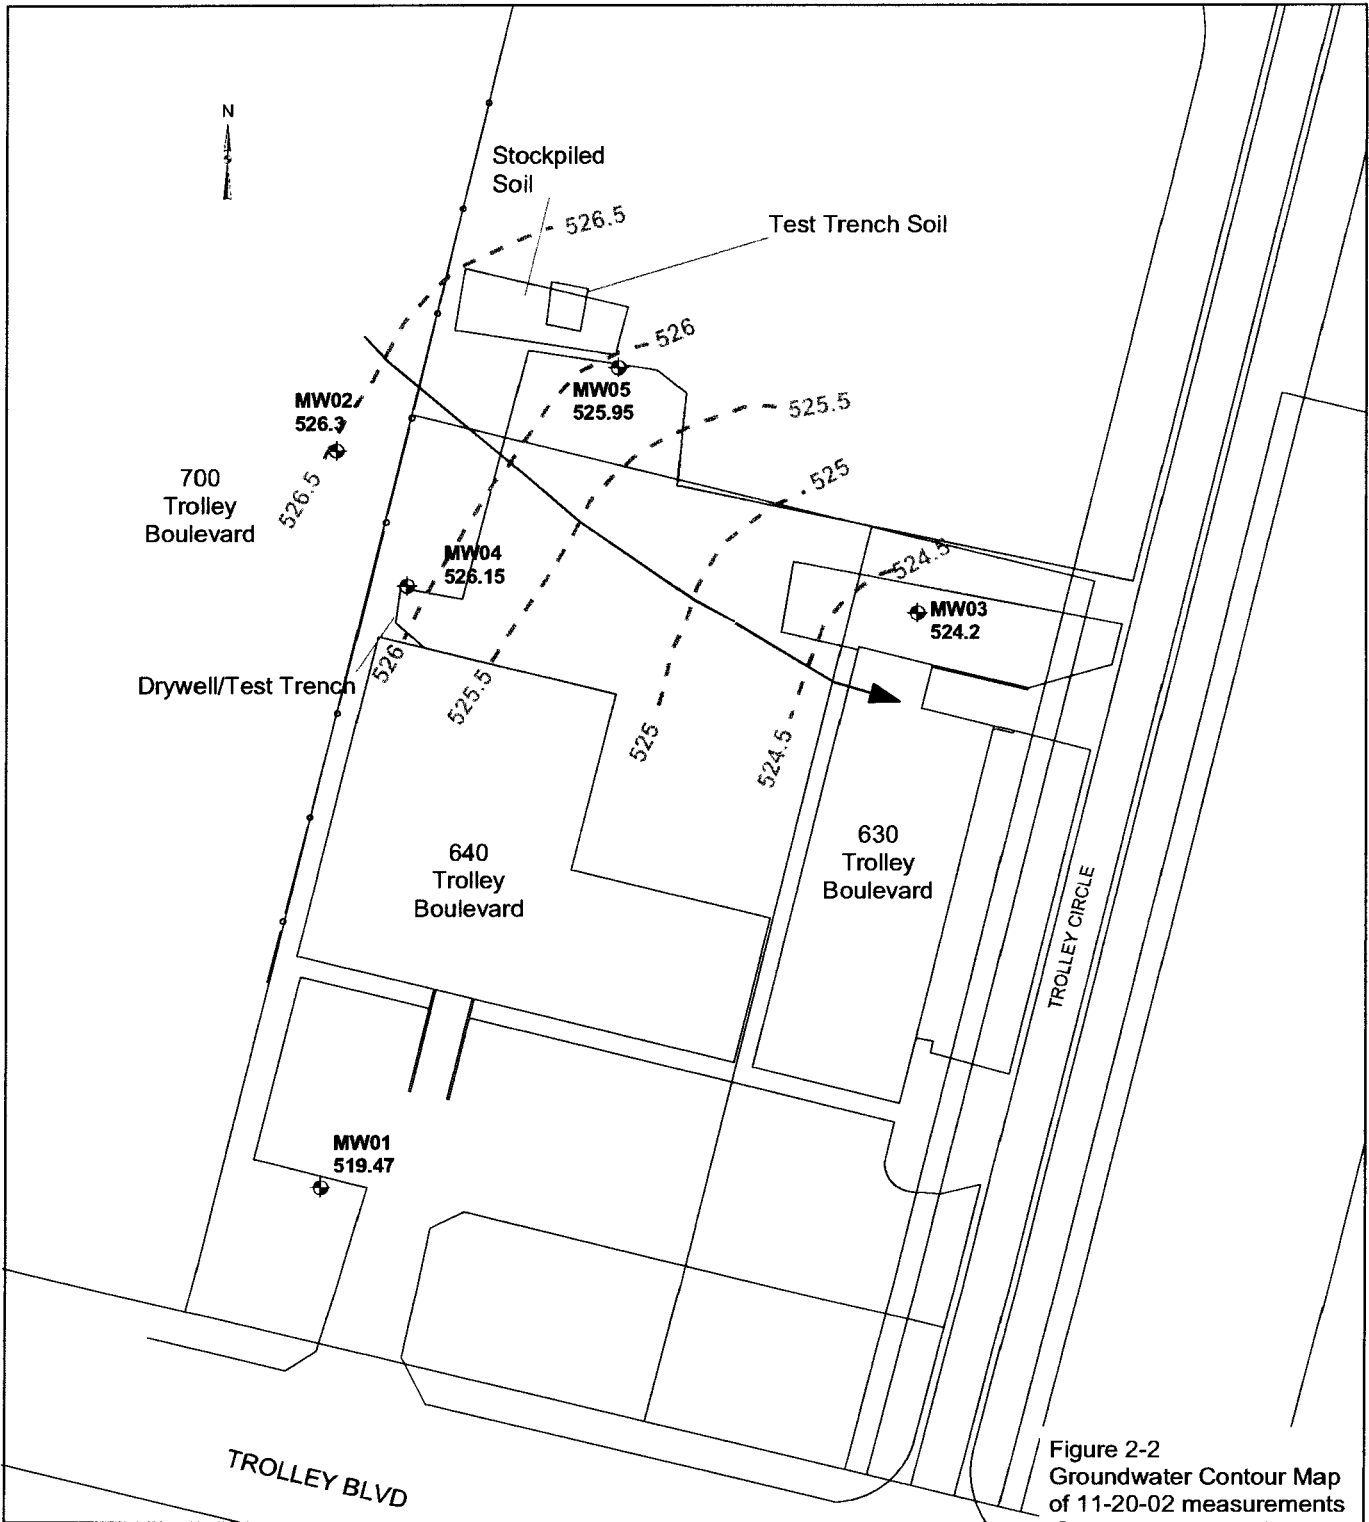 N
Stockpiled
Soil
526.5
Test Trench Soil
526
MW05
525.95
525.5
MW02
526.3
526.5
700
Trolley
Boulevard
525
MW04
526.15
524.5
MW03
524.2
526
Drywell/Test Trench
525.5
525
524.5
640
Trolley
Boulevard
630
Trolley
Boulevard
TROLLEY CIRCLE
MW01
519.47
TROLLEY BLVD
Figure 2-2
Groundwater Contour Map
of 11-20-02 measurements